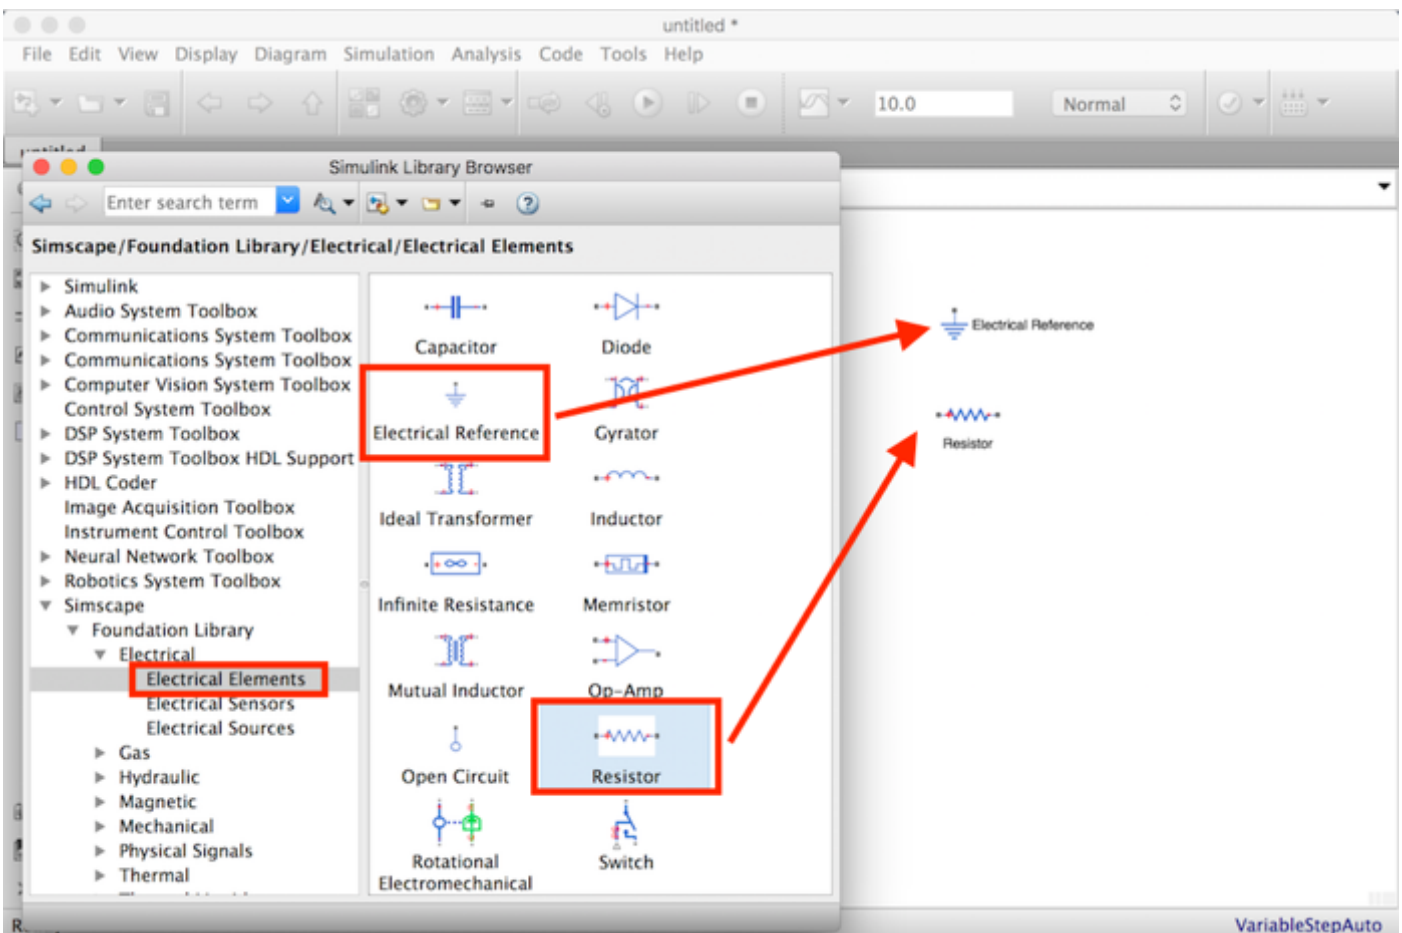 untitled *
File Edit View Display Diagram Simulation Analysis Code Tools Help
10.0 Normal
untitled
Simulink Library Browser
Enter search term
Simscape/Foundation Library/Electrical/Electrical Elements
Simulink
Audio System Toolbox
Communications System Toolbox
Communications System Toolbox
Computer Vision System Toolbox
Control System Toolbox
DSP System Toolbox
DSP System Toolbox HDL Support
HDL Coder
Image Acquisition Toolbox
Instrument Control Toolbox
Neural Network Toolbox
Robotics System Toolbox
Simscape
Foundation Library
Electrical
Electrical Elements
Electrical Sensors
Electrical Sources
Gas
Hydraulic
Magnetic
Mechanical
Physical Signals
Thermal
Capacitor Diode
Electrical Reference Gyrator
Ideal Transformer Inductor
Infinite Resistance Memristor
Mutual Inductor Op-Amp
Open Circuit Resistor
Rotational Switch
Electromechanical
Electrical Reference
Resistor
VariableStepAuto